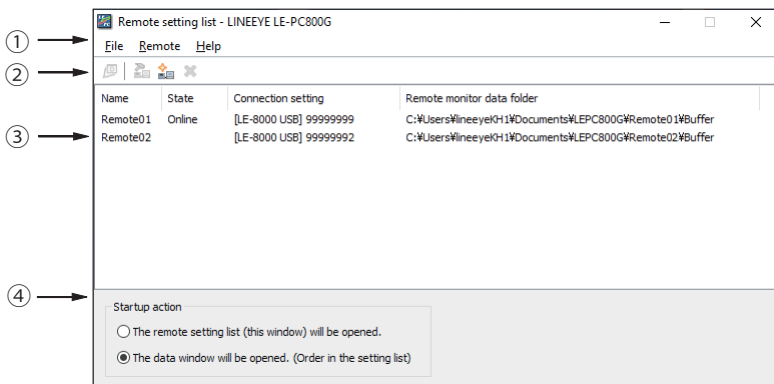 Remote setting list - LINEEYE LE-PC800G
① File Remote Help
②
Name State Connection setting Remote monitor data folder
Remote01 Online [LE-8000 USB] 99999999 C:¥Users¥lineeyeKH1¥Documents¥LEPC800G¥Remote01¥Buffer
③ Remote02 [LE-8000 USB] 99999992 C:¥Users¥lineeyeKH1¥Documents¥LEPC800G¥Remote02¥Buffer
④
Startup action
The remote setting list (this window) will be opened.
The data window will be opened. (Order in the setting list)